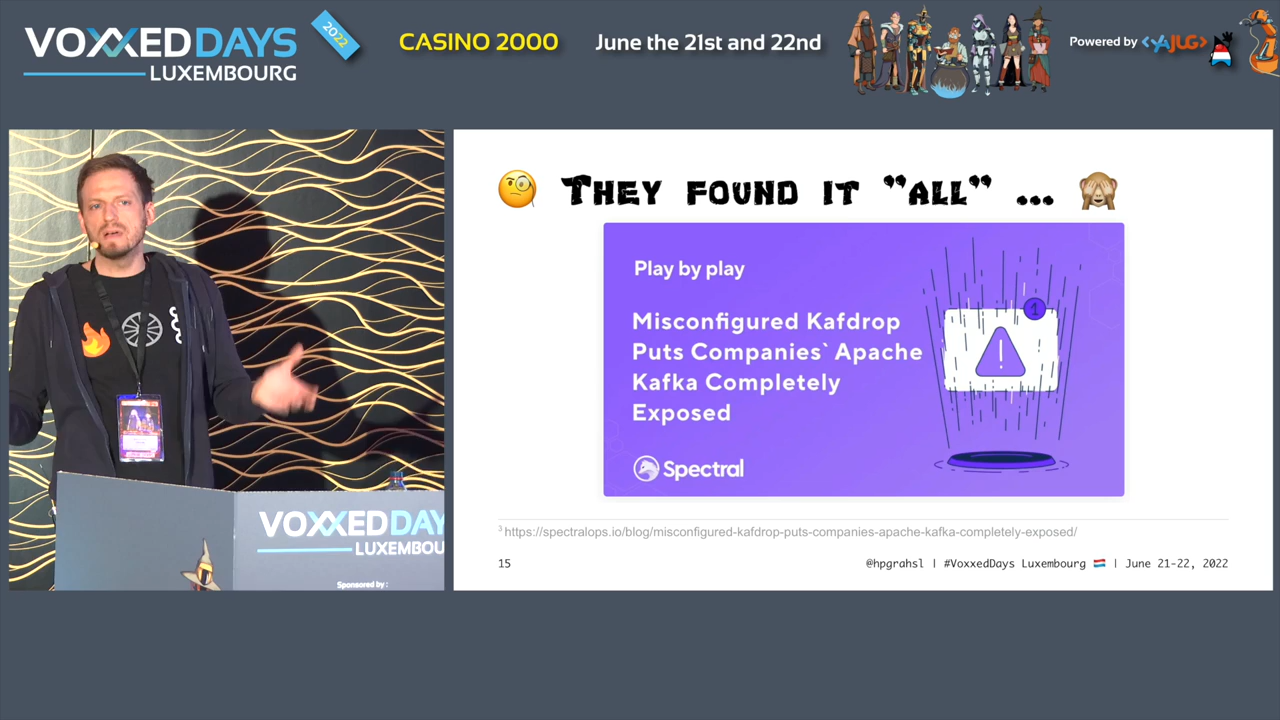 VOXXED DAYS
LUXEMBOURG
2022
CASINO 2000
June the 21st and 22nd
Powered by <YAJUG>
THEY FOUND IT "ALL" ...
Play by play
Misconfigured Kafdrop
Puts Companies` Apache
Kafka Completely
Exposed
1
!
Spectral
3 https://spectralops.io/blog/misconfigured-kafdrop-puts-companies-apache-kafka-completely-exposed/
15
@hpgrahsl | #VoxxedDays Luxembourg 🇱🇺 | June 21-22, 2022
VOXXED DAY
LUXEMBOU
Sponsored by :